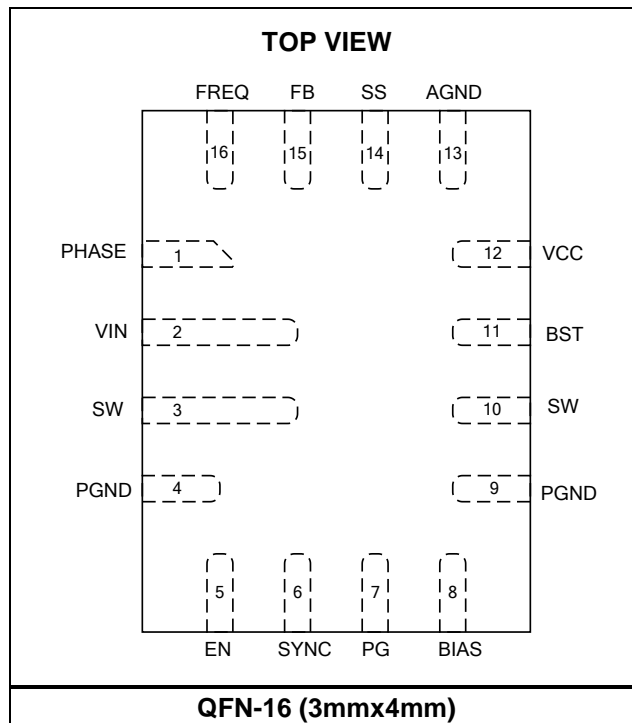 TOP VIEW
FREQ FB SS AGND
16 15 14 13
PHASE 1 12 VCC
VIN 2 11 BST
SW 3 10 SW
PGND 4 9 PGND
5 6 7 8
EN SYNC PG BIAS
QFN-16 (3mmx4mm)